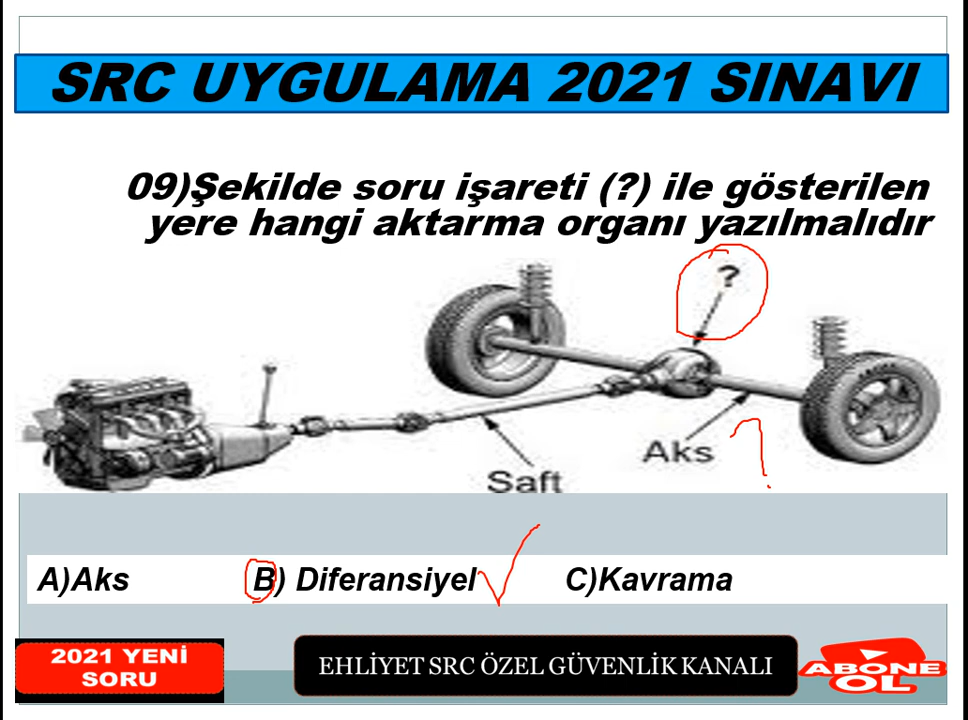 SRC UYGULAMA 2021 SINAVI
09)Şekilde soru işareti (?) ile gösterilen
yere hangi aktarma organı yazılmalıdır
?
Aks
?
Saft
A)Aks B) Diferansiyel C)Kavrama
2021 YENİ
SORU
EHLİYET SRC ÖZEL GÜVENLİK KANALI
ABONE
OL